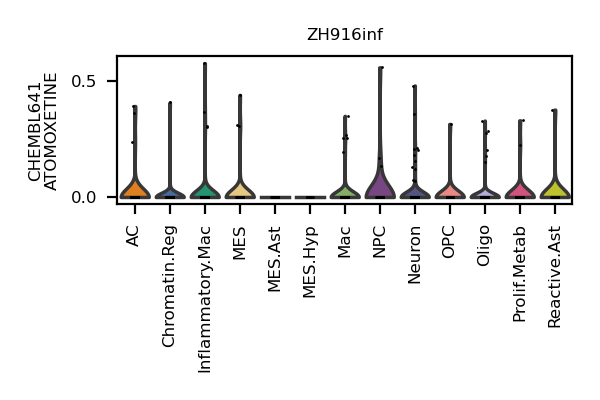 ZH916inf
CHEMBL641
ATOMOXETINE
0.5
0.0
AC
Chromatin.Reg
Inflammatory.Mac
MES
MES.Ast
MES.Hyp
Mac
NPC
Neuron
OPC
Oligo
Prolif.Metab
Reactive.Ast